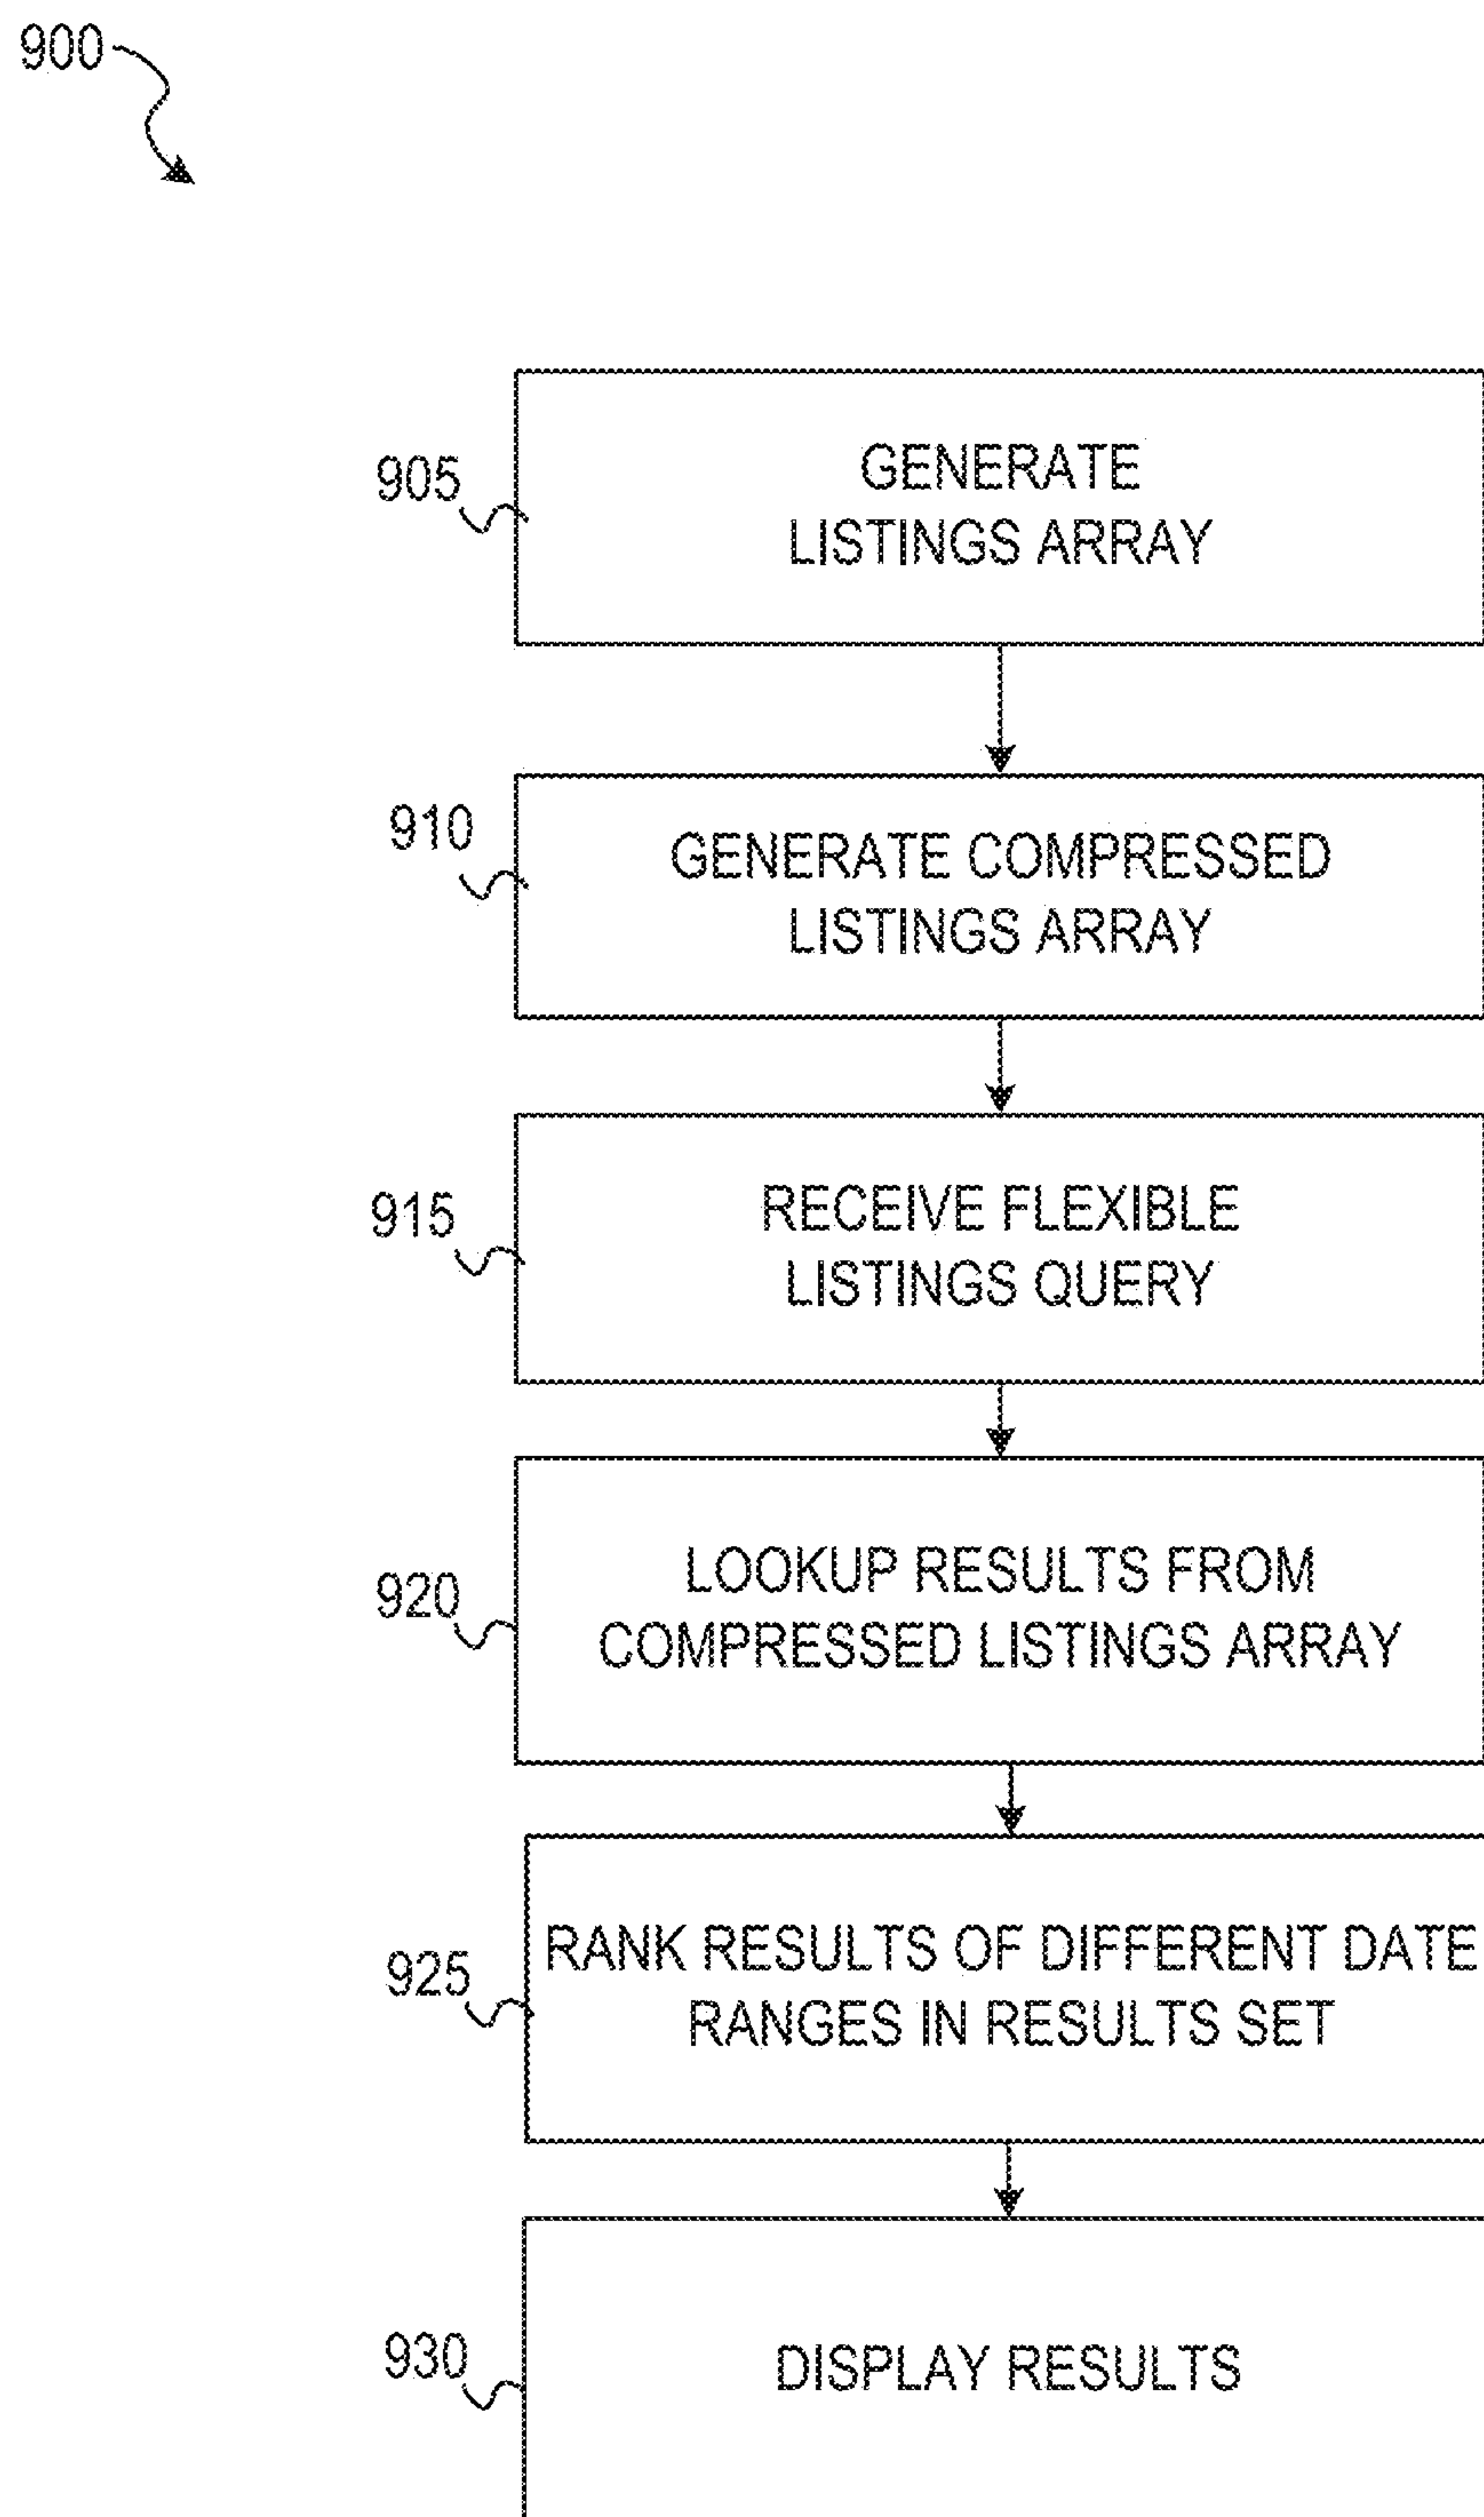 900
905
GENERATE
LISTINGS ARRAY
910
GENERATE COMPRESSED
LISTINGS ARRAY
915
RECEIVE FLEXIBLE
LISTINGS QUERY
920
LOOKUP RESULTS FROM
COMPRESSED LISTINGS ARRAY
925
RANK RESULTS OF DIFFERENT DATE
RANGES IN RESULTS SET
930
DISPLAY RESULTS